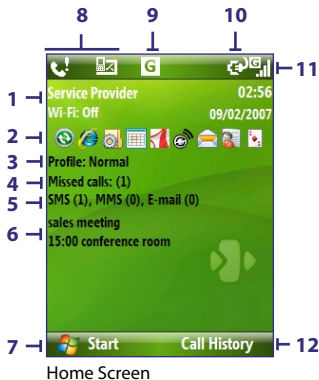 8 9 10
G G 11
1 Service Provider 02:56
Wi-Fi: Off 09/02/2007
2
3 Profile: Normal
4 Missed calls: (1)
5 SMS (1), MMS (0), E-mail (0)
6 sales meeting
15:00 conference room
7 Start Call History 12
Home Screen